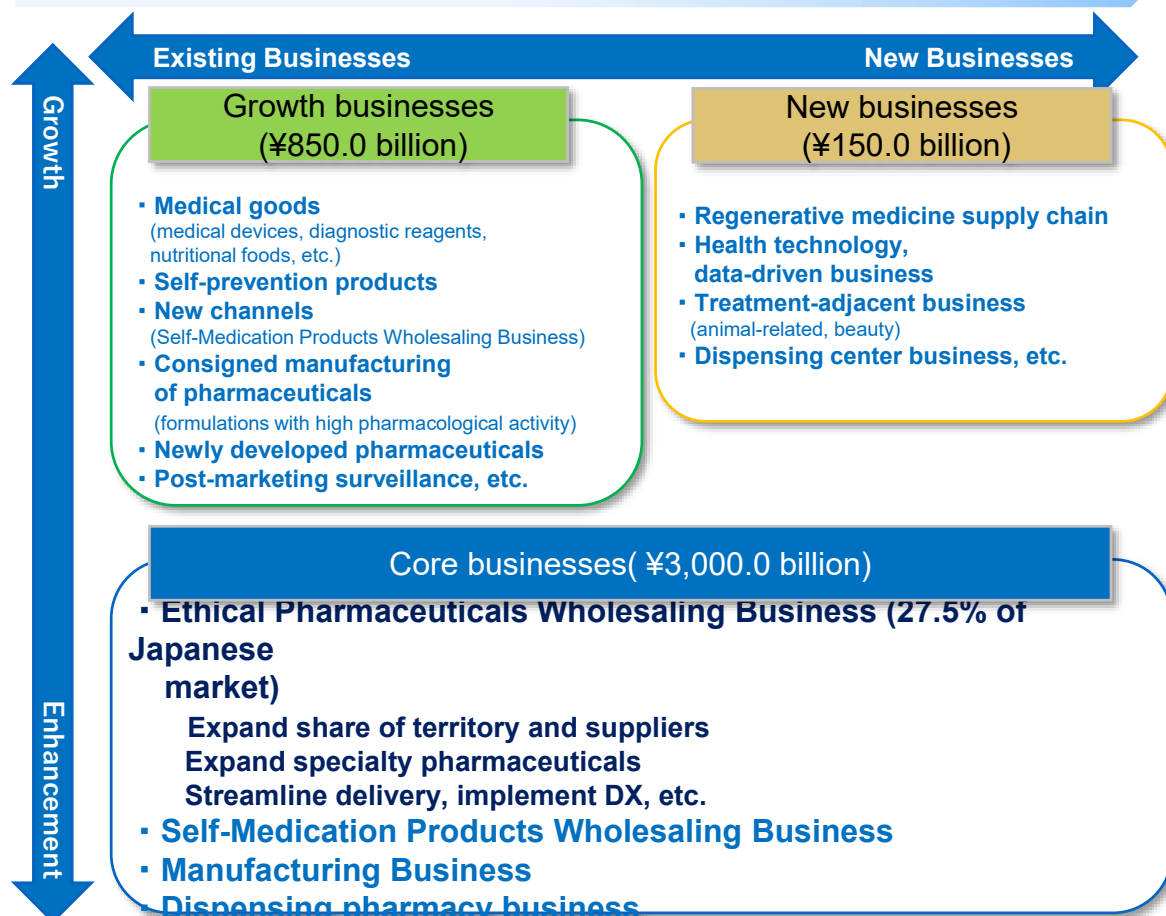 Existing Businesses
New Businesses
Growth
Growth businesses
(¥850.0 billion)
・Medical goods
(medical devices, diagnostic reagents,
nutritional foods, etc.)
・Self-prevention products
・New channels
(Self-Medication Products Wholesaling Business)
・Consigned manufacturing
of pharmaceuticals
(formulations with high pharmacological activity)
・Newly developed pharmaceuticals
・Post-marketing surveillance, etc.
New businesses
(¥150.0 billion)
・Regenerative medicine supply chain
・Health technology,
data-driven business
・Treatment-adjacent business
(animal-related, beauty)
・Dispensing center business, etc.
Enhancement
Core businesses( ¥3,000.0 billion)
・Ethical Pharmaceuticals Wholesaling Business (27.5% of
Japanese
market)
Expand share of territory and suppliers
Expand specialty pharmaceuticals
Streamline delivery, implement DX, etc.
・Self-Medication Products Wholesaling Business
・Manufacturing Business
・Dispensing pharmacy business